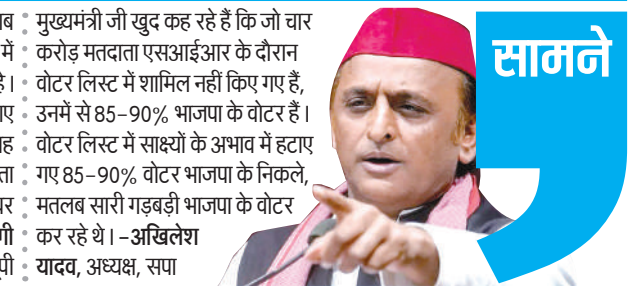 मुख्यमंत्री जी खुद कह रहे हैं कि जो चार
करोड़ मतदाता एसआईआर के दौरान
वोटर लिस्ट में शामिल नहीं किए गए हैं,
उनमें से 85-90% भाजपा के वोटर हैं।
वोटर लिस्ट में साक्ष्यों के अभाव में हटाए
गए 85-90% वोटर भाजपा के निकले,
मतलब सारी गड़बड़ी भाजपा के वोटर
कर रहे थे। -अखिलेश
यादव, अध्यक्ष, सपा
सामने